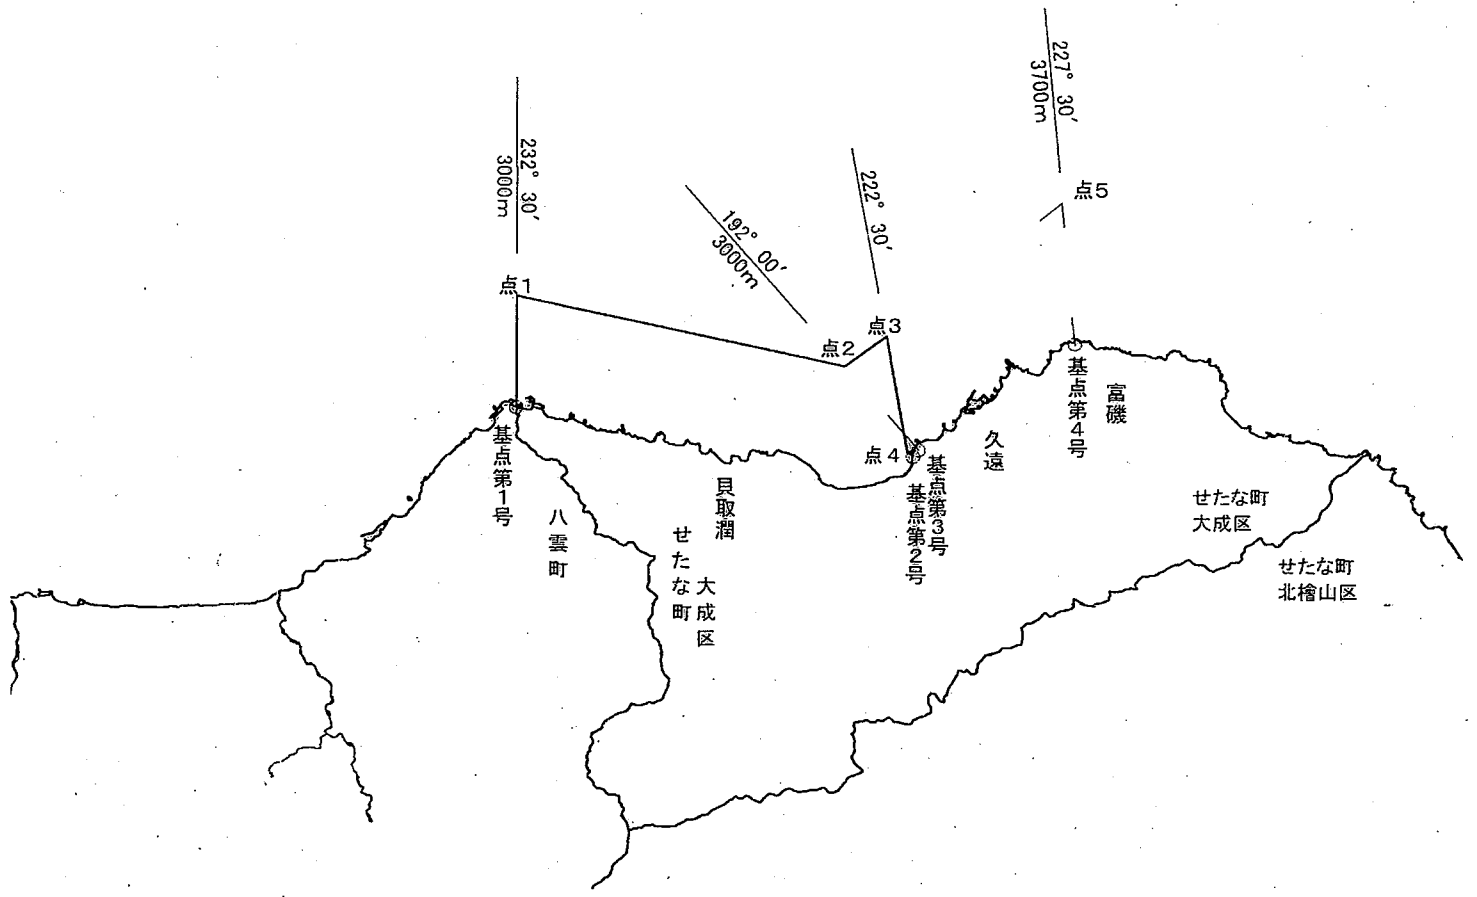 227° 30′
3700m
232° 30′
3000m
192° 00′
3000m
222° 30′
点5
点1
点3
点2
点4
基点第1号
基点第2号
基点第3号
基点第4号
富磯
久遠
貝取潤
八雲町
せたな町
大成区
せたな町
大成区
せたな町
北檜山区